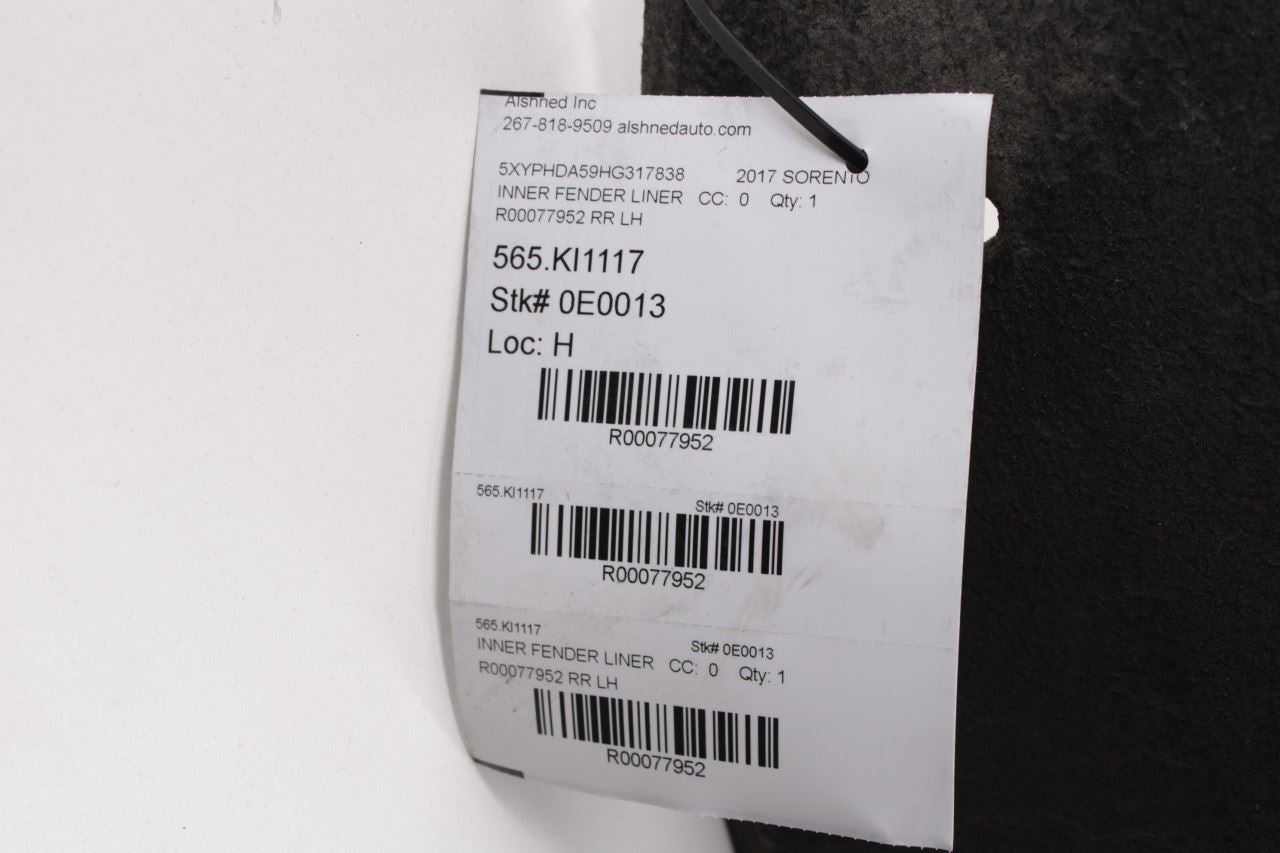 Alshned Inc
267-818-9509 alshnedauto.com
5XYPHDA59HG317838 2017 SORENTO
INNER FENDER LINER CC: 0 Qty: 1
R00077952 RR LH
565.KI1117
Stk# 0E0013
Loc: H
R00077952
565.KI1117 Stk# 0E0013
R00077952
565.KI1117 Stk# 0E0013
INNER FENDER LINER CC: 0 Qty: 1
R00077952 RR LH
R00077952